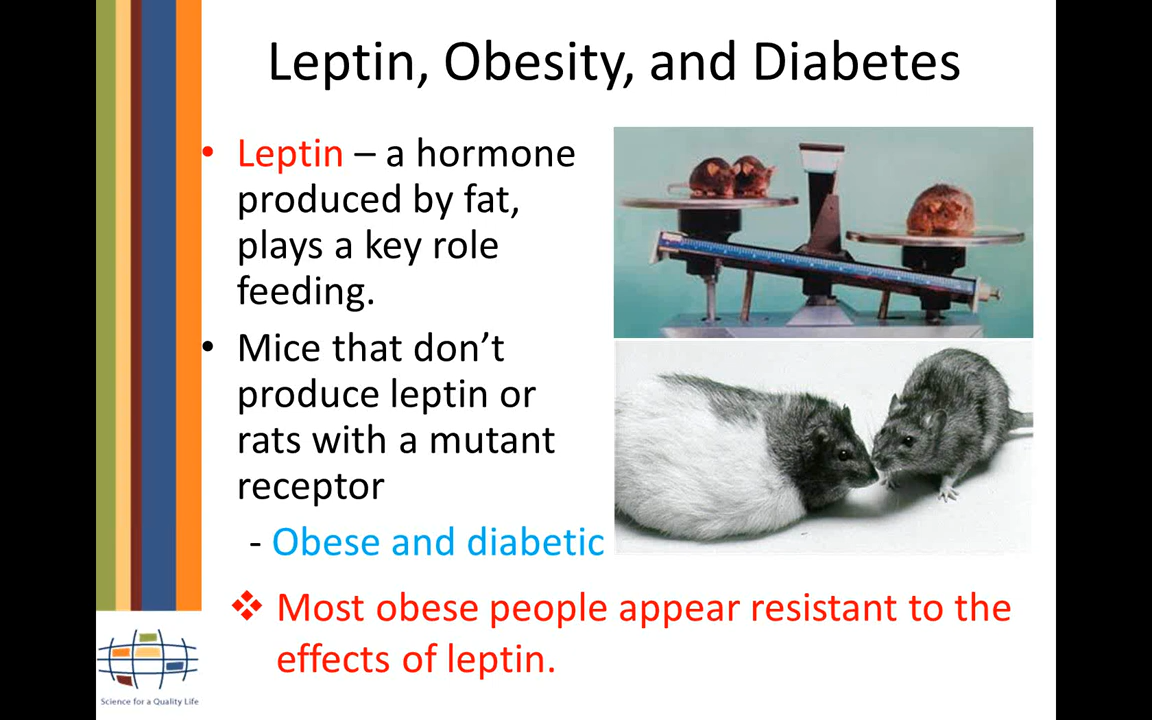 Leptin, Obesity, and Diabetes
• Leptin – a hormone
produced by fat,
plays a key role
feeding.
• Mice that don’t
produce leptin or
rats with a mutant
receptor
- Obese and diabetic
❖ Most obese people appear resistant to the
effects of leptin.
Science for a Quality Life